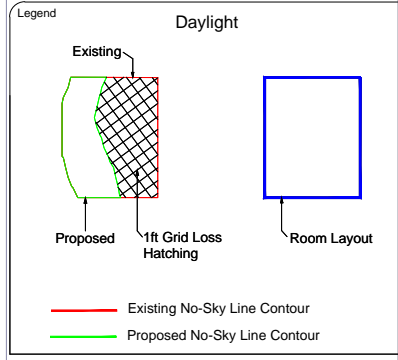 Legend
Daylight
Existing
Proposed
1ft Grid Loss
Hatching
Room Layout
Existing No-Sky Line Contour
Proposed No-Sky Line Contour